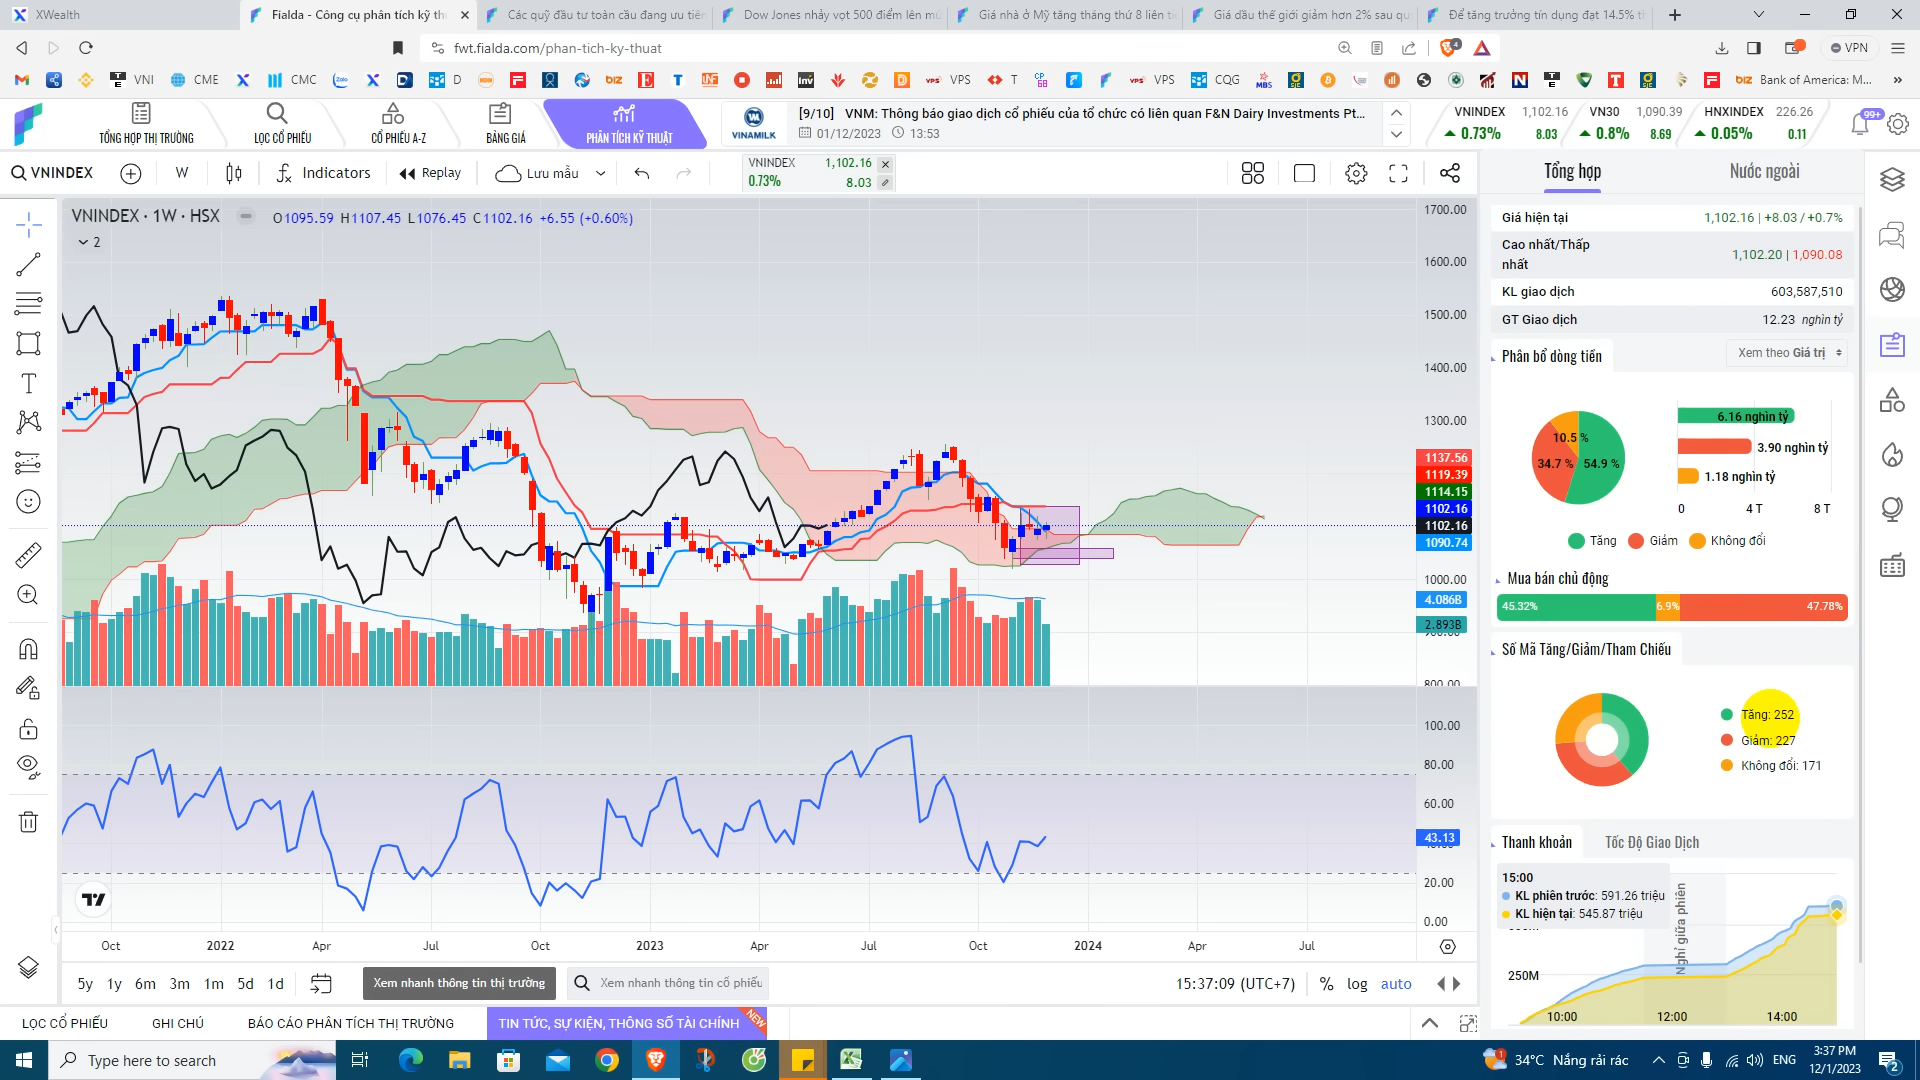 XWealth
Fialda - Công cụ phân tích kỹ th
Các quỹ đầu tư toàn cầu đang ưu tiên
Dow Jones nhảy vọt 500 điểm lên mứ
Giá nhà ở Mỹ tăng tháng thứ 8 liên t
Giá dầu thế giới giảm hơn 2% sau qu
Để tăng trưởng tín dụng đạt 14.5% th
fwt.fialda.com/phan-tich-ky-thuat
VPN
VNI
CME
CMC
D
T
VPS
VPS
CQG
Bank of America: M...
TỔNG HỢP THỊ TRƯỜNG
LỌC CỔ PHIẾU
CỔ PHIẾU A-Z
BẢNG GIÁ
PHÂN TÍCH KỸ THUẬT
VINAMILK
[9/10] VNM: Thông báo giao dịch cổ phiếu của tổ chức có liên quan F&N Dairy Investments Pt...
01/12/2023 13:53
VNINDEX 1,102.16
0.73% 8.03
VN30 1,090.39
0.8% 8.69
HNXINDEX 226.26
0.05% 0.11
99+
VNINDEX
W
Indicators
Replay
Lưu mẫu
VNINDEX 1,102.16
0.73% 8.03
VNINDEX · 1W · HSX
O1095.59 H1107.45 L1076.45 C1102.16 +6.55 (+0.60%)
2
1700.00
1600.00
1500.00
1400.00
1300.00
1137.56
1119.39
1114.15
1102.16
1102.16
1090.74
1000.00
4.086B
2.893B
800.00
100.00
80.00
60.00
43.13
20.00
0.00
Oct
2022
Apr
Jul
Oct
2023
Apr
Jul
Oct
2024
Apr
Jul
5y 1y 6m 3m 1m 5d 1d
Xem nhanh thông tin thị trường
Xem nhanh thông tin cổ phiếu
15:37:09 (UTC+7)
%
log
auto
LỌC CỔ PHIẾU
GHI CHÚ
BÁO CÁO PHÂN TÍCH THỊ TRƯỜNG
TIN TỨC, SỰ KIỆN, THÔNG SỐ TÀI CHÍNH
NEW
Tổng hợp
Nước ngoài
Giá hiện tại 1,102.16 | +8.03 / +0.7%
Cao nhất/Thấp
nhất
1,102.20 | 1,090.08
KL giao dịch 603,587,510
GT Giao dịch 12.23 nghìn tỷ
Phân bổ dòng tiền
Xem theo Giá trị
10.5 %
34.7 %
54.9 %
6.16 nghìn tỷ
3.90 nghìn tỷ
1.18 nghìn tỷ
0 4 T 8 T
Tăng Giảm Không đổi
Mua bán chủ động
45.32% 6.9% 47.78%
Số Mã Tăng/Giảm/Tham Chiếu
Tăng: 252
Giảm: 227
Không đổi: 171
Thanh khoản
Tốc Độ Giao Dịch
15:00
KL phiên trước: 591.26 triệu
KL hiện tại: 545.87 triệu
Nghỉ giữa phiên
250M
10:00
12:00
14:00
Type here to search
34°C Nắng rải rác
ENG
3:37 PM
12/1/2023
2